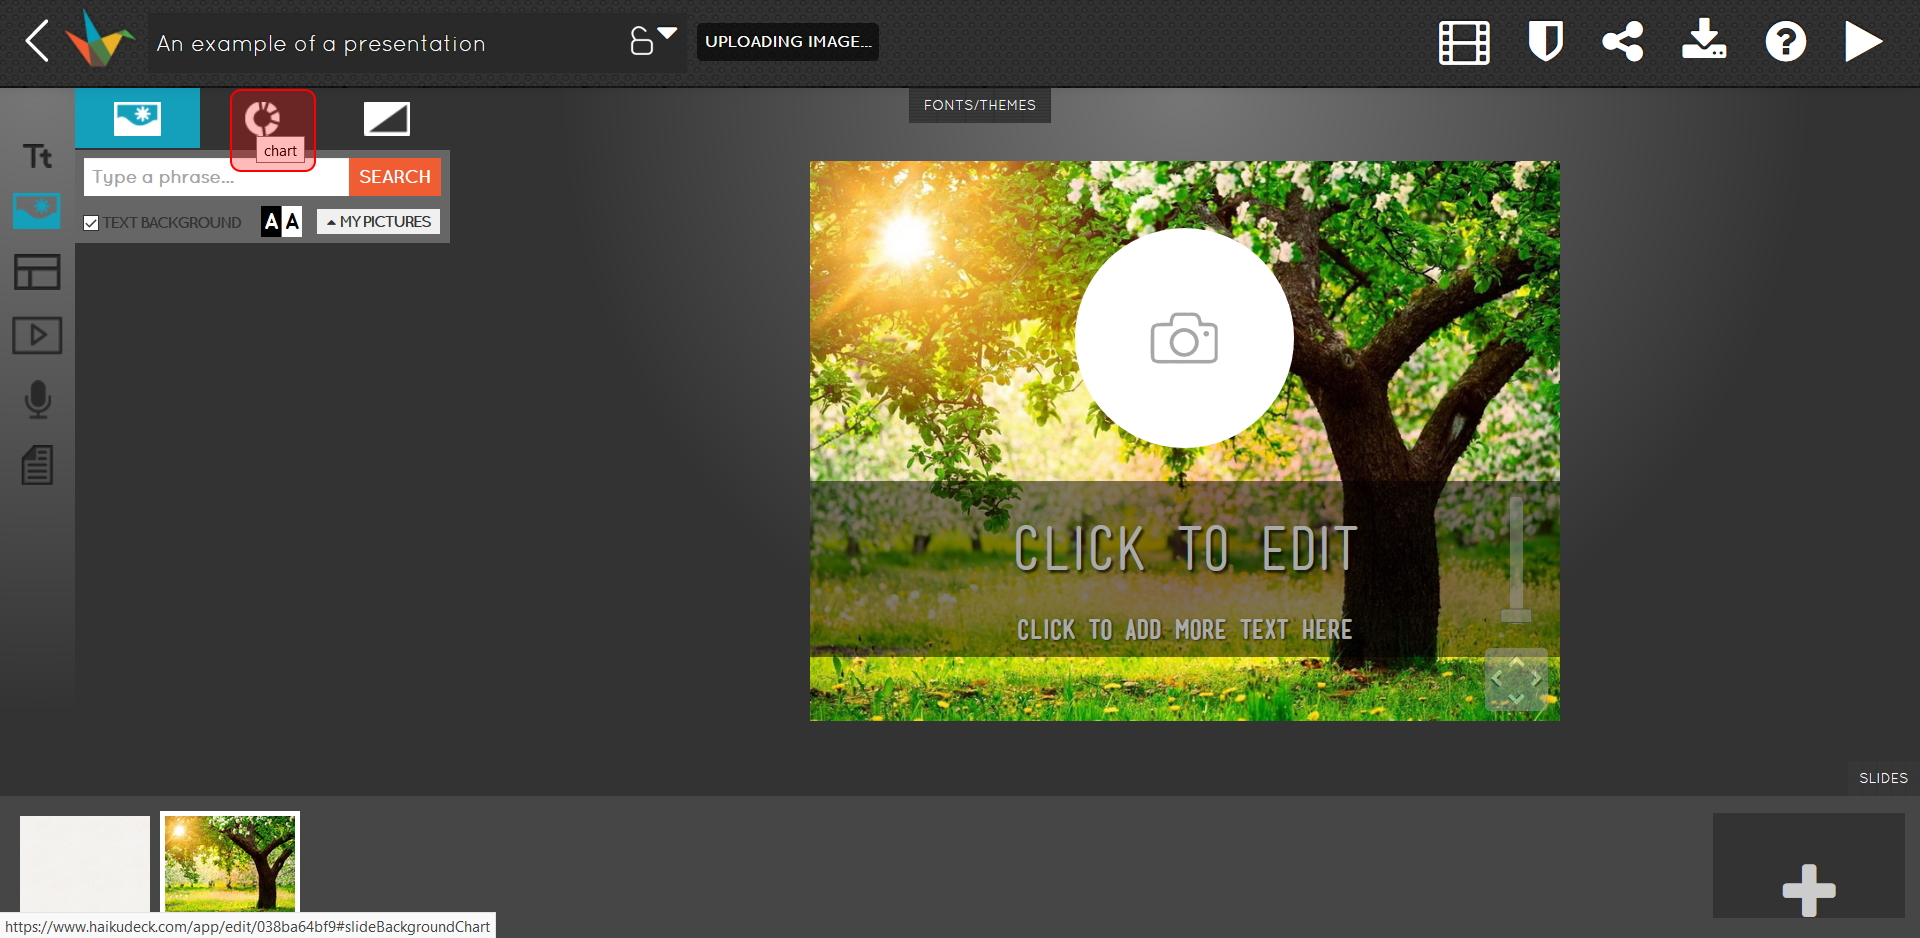 An example of a presentation
UPLOADING IMAGE...
FONTS/THEMES
Tt
chart
Type a phrase...
SEARCH
TEXT BACKGROUND
A A
MY PICTURES
CLICK TO EDIT
CLICK TO ADD MORE TEXT HERE
SLIDES
https://www.haikudeck.com/app/edit/038ba64bf9#slideBackgroundChart